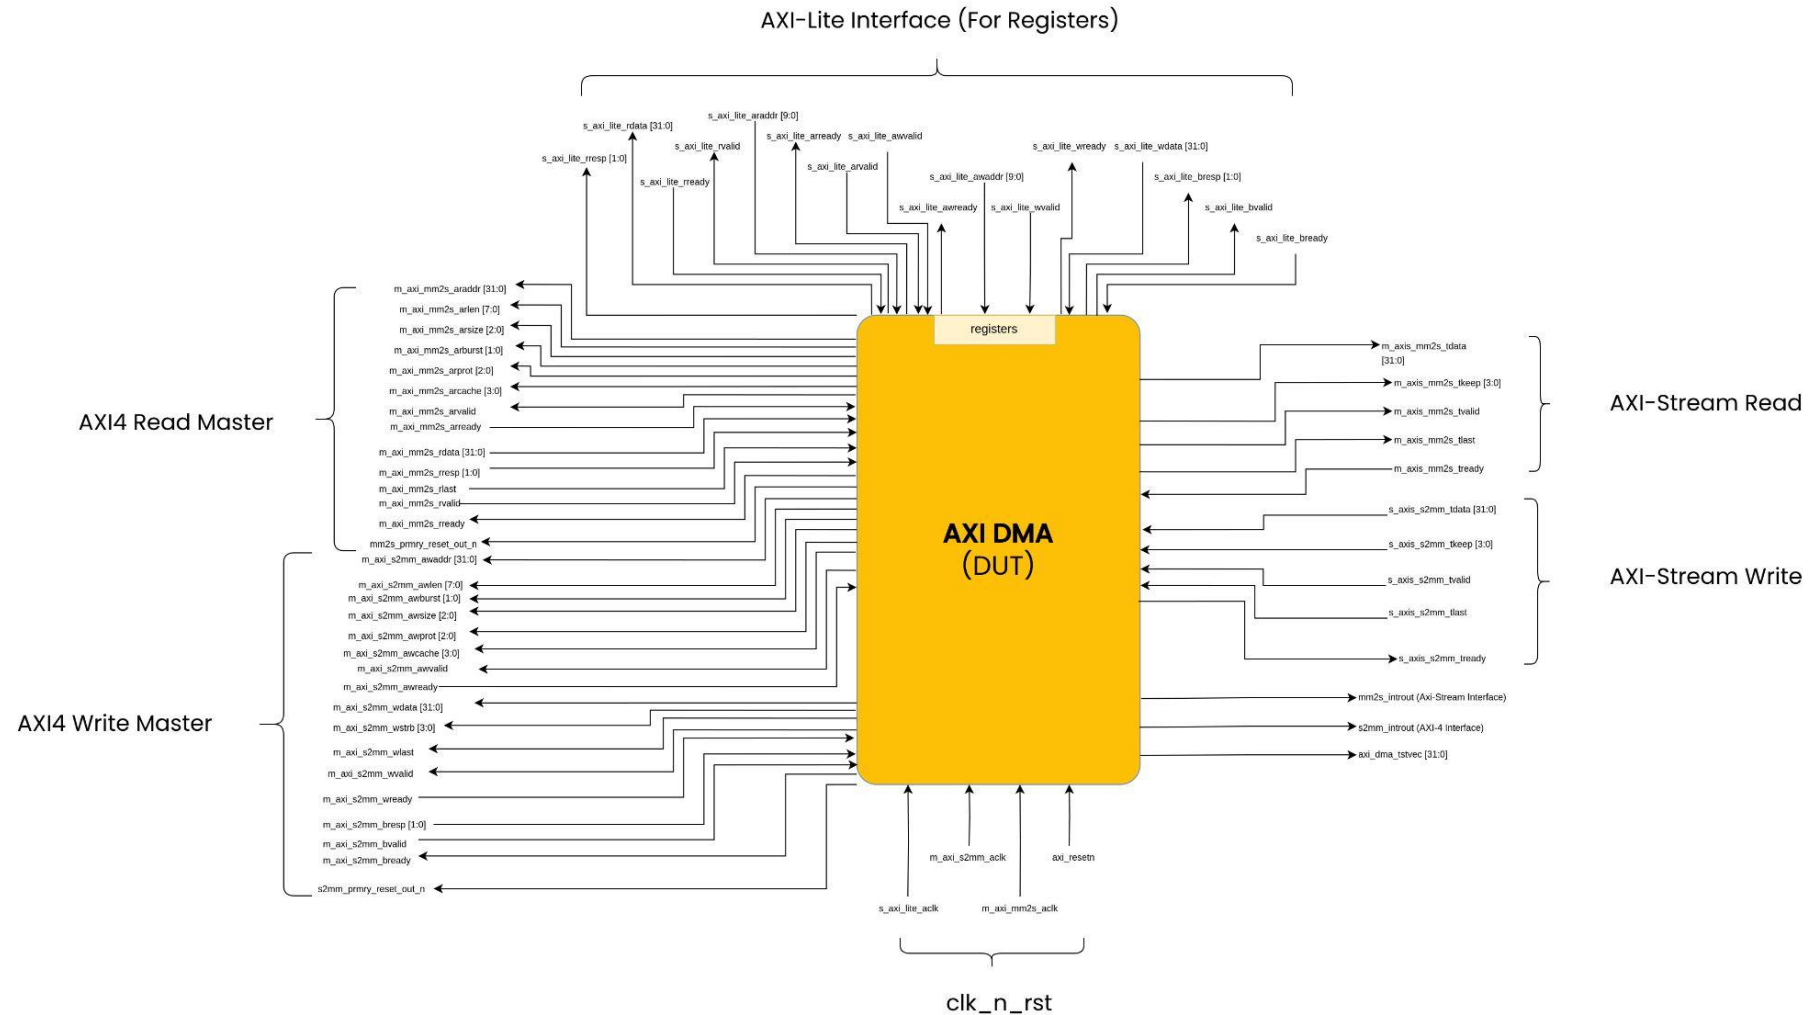 AXI-Lite Interface (For Registers)
s_axi_lite_araddr [9:0]
s_axi_lite_rdata [31:0]
s_axi_lite_arready
s_axi_lite_awvalid
s_axi_lite_rvalid
s_axi_lite_wready
s_axi_lite_wdata [31:0]
s_axi_lite_rresp [1:0]
s_axi_lite_arvalid
s_axi_lite_rready
s_axi_lite_awaddr [9:0]
s_axi_lite_bresp [1:0]
s_axi_lite_awready
s_axi_lite_wvalid
s_axi_lite_bvalid
s_axi_lite_bready
AXI4 Read Master
m_axi_mm2s_araddr [31:0]
m_axi_mm2s_arlen [7:0]
m_axi_mm2s_arsize [2:0]
m_axi_mm2s_arburst [1:0]
m_axi_mm2s_arprot [2:0]
m_axi_mm2s_arcache [3:0]
m_axi_mm2s_arvalid
m_axi_mm2s_arready
m_axi_mm2s_rdata [31:0]
m_axi_mm2s_rresp [1:0]
m_axi_mm2s_rlast
m_axi_mm2s_rvalid
m_axi_mm2s_rready
mm2s_prmry_reset_out_n
AXI4 Write Master
m_axi_s2mm_awaddr [31:0]
m_axi_s2mm_awlen [7:0]
m_axi_s2mm_awburst [1:0]
m_axi_s2mm_awsize [2:0]
m_axi_s2mm_awprot [2:0]
m_axi_s2mm_awcache [3:0]
m_axi_s2mm_awvalid
m_axi_s2mm_awready
m_axi_s2mm_wdata [31:0]
m_axi_s2mm_wstrb [3:0]
m_axi_s2mm_wlast
m_axi_s2mm_wvalid
m_axi_s2mm_wready
m_axi_s2mm_bresp [1:0]
m_axi_s2mm_bvalid
m_axi_s2mm_bready
s2mm_prmry_reset_out_n
registers
AXI DMA
(DUT)
m_axis_mm2s_tdata
[31:0]
m_axis_mm2s_tkeep [3:0]
m_axis_mm2s_tvalid
m_axis_mm2s_tlast
m_axis_mm2s_tready
AXI-Stream Read
s_axis_s2mm_tdata [31:0]
s_axis_s2mm_tkeep [3:0]
s_axis_s2mm_tvalid
s_axis_s2mm_tlast
s_axis_s2mm_tready
AXI-Stream Write
mm2s_introut (Axi-Stream Interface)
s2mm_introut (AXI-4 Interface)
axi_dma_tstvec [31:0]
m_axi_s2mm_aclk
axi_resetn
s_axi_lite_aclk
m_axi_mm2s_aclk
clk_n_rst